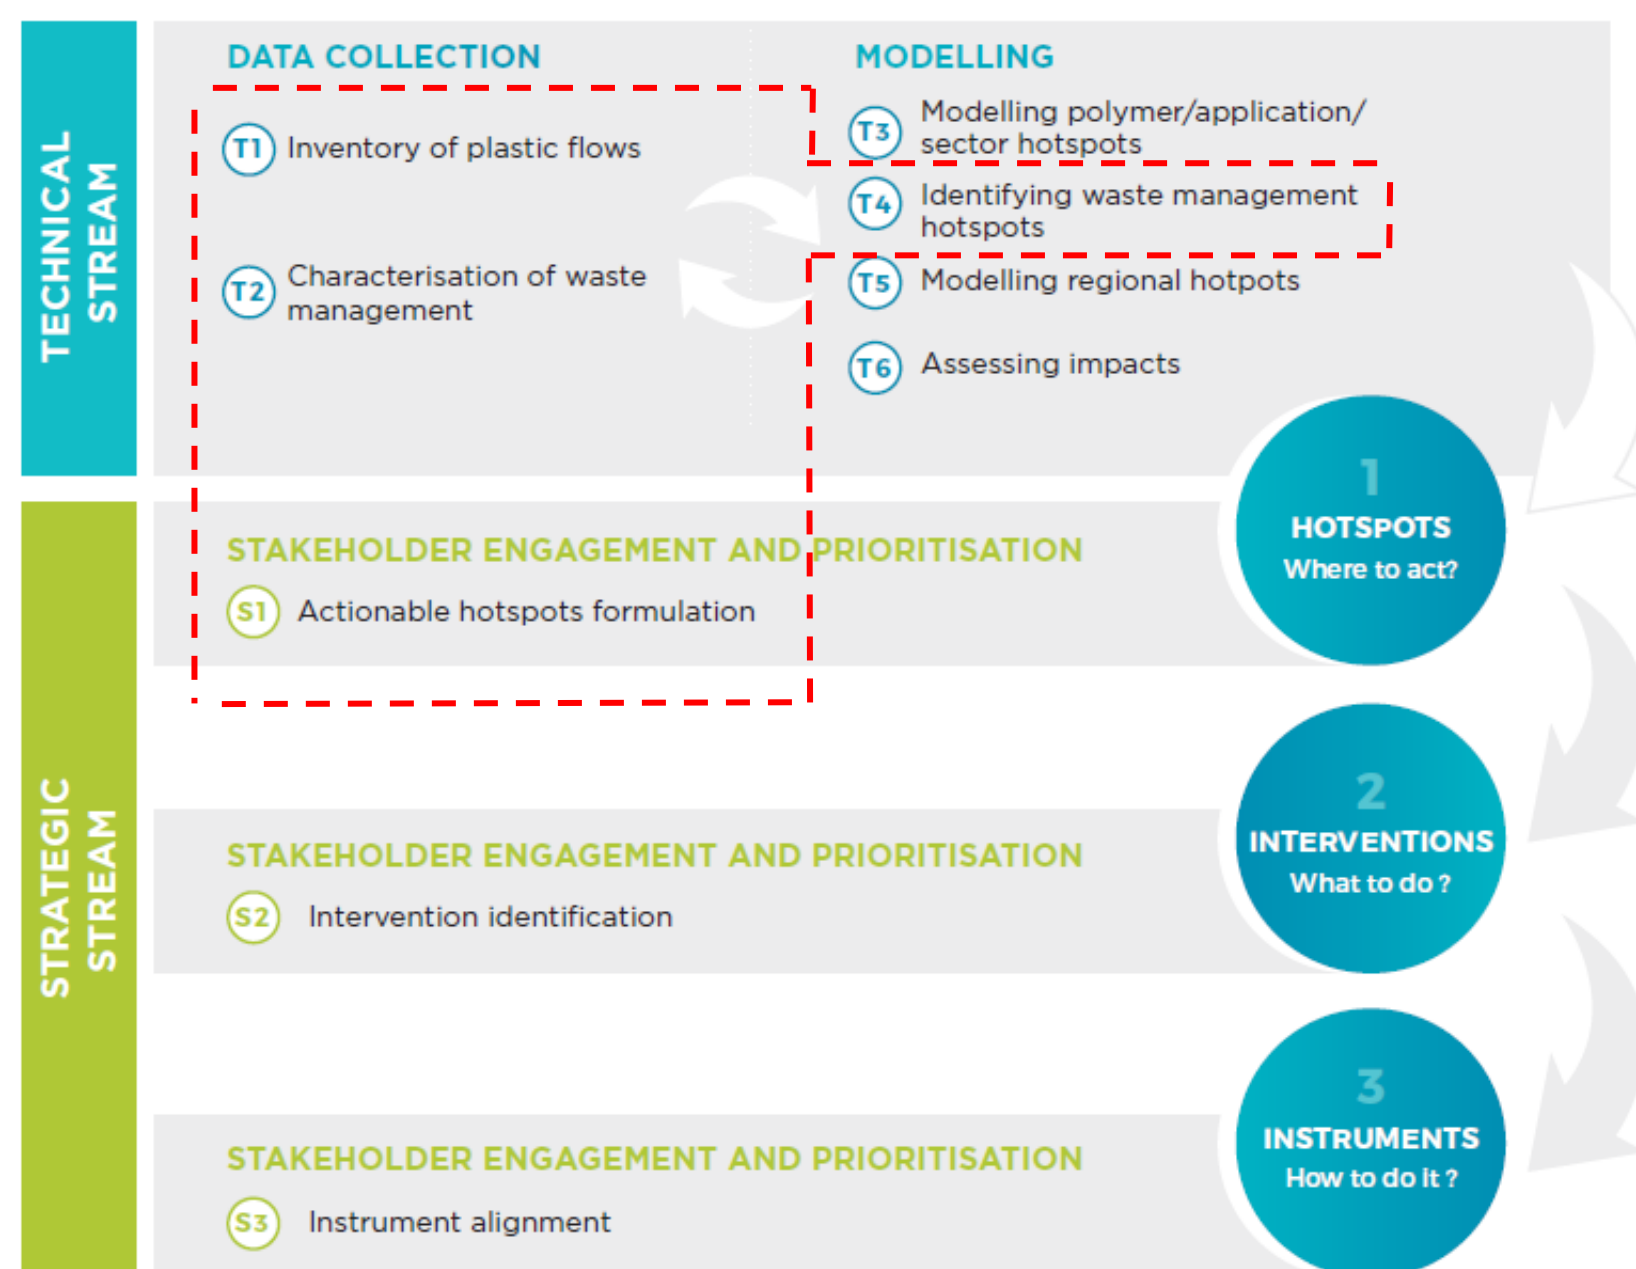 TECHNICAL
STREAM
DATA COLLECTION
T1 Inventory of plastic flows
T2 Characterisation of waste
management
MODELLING
T3 Modelling polymer/application/
sector hotspots
T4 Identifying waste management
hotspots
T5 Modelling regional hotpots
T6 Assessing impacts
1
HOTSPOTS
Where to act?
STRATEGIC
STREAM
STAKEHOLDER ENGAGEMENT AND PRIORITISATION
S1 Actionable hotspots formulation
2
INTERVENTIONS
What to do ?
STAKEHOLDER ENGAGEMENT AND PRIORITISATION
S2 Intervention identification
3
INSTRUMENTS
How to do it ?
STAKEHOLDER ENGAGEMENT AND PRIORITISATION
S3 Instrument alignment